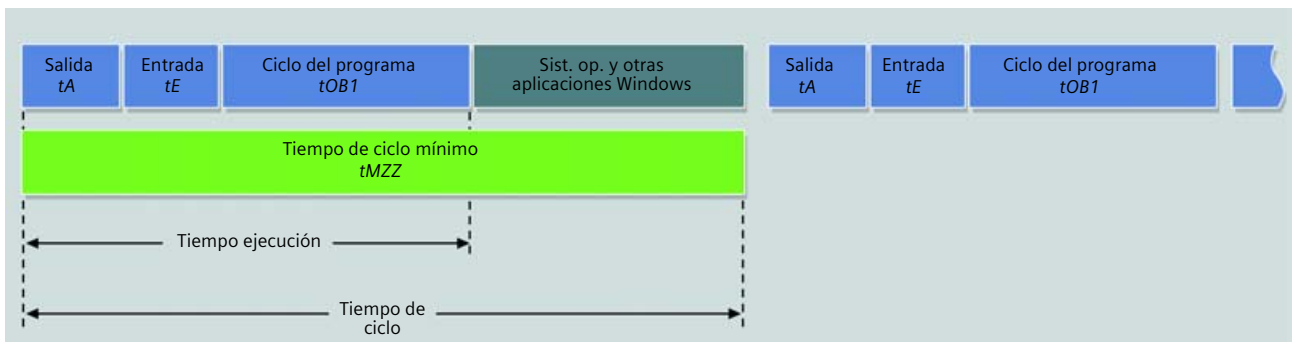 Salida
tA
Entrada
tE
Ciclo del programa
tOB1
Sist. op. y otras
aplicaciones Windows
Salida
tA
Entrada
tE
Ciclo del programa
tOB1
Tiempo de ciclo mínimo
tMZZ
Tiempo ejecución
Tiempo de
ciclo